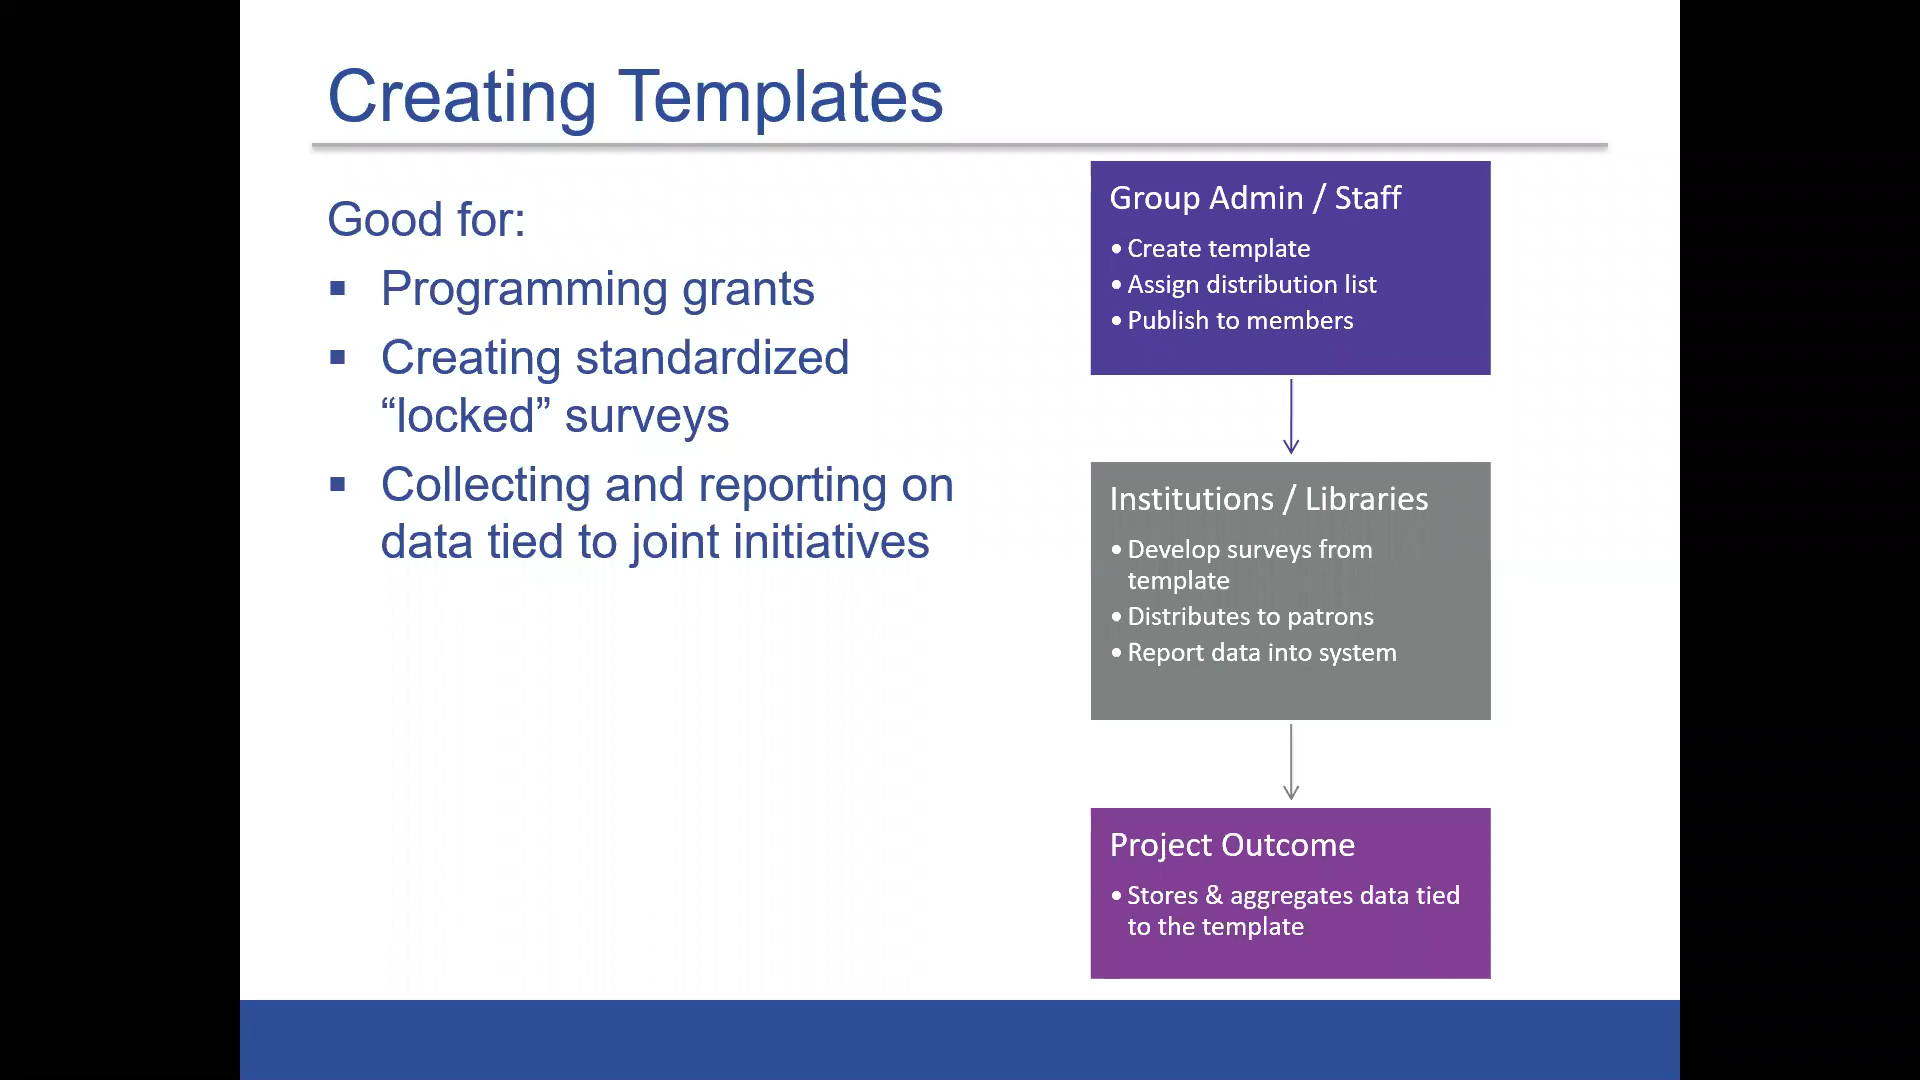 Creating Templates
Good for:
▪ Programming grants
▪ Creating standardized
“locked” surveys
▪ Collecting and reporting on
data tied to joint initiatives
Group Admin / Staff
• Create template
• Assign distribution list
• Publish to members
Institutions / Libraries
• Develop surveys from
template
• Distributes to patrons
• Report data into system
Project Outcome
• Stores & aggregates data tied
to the template